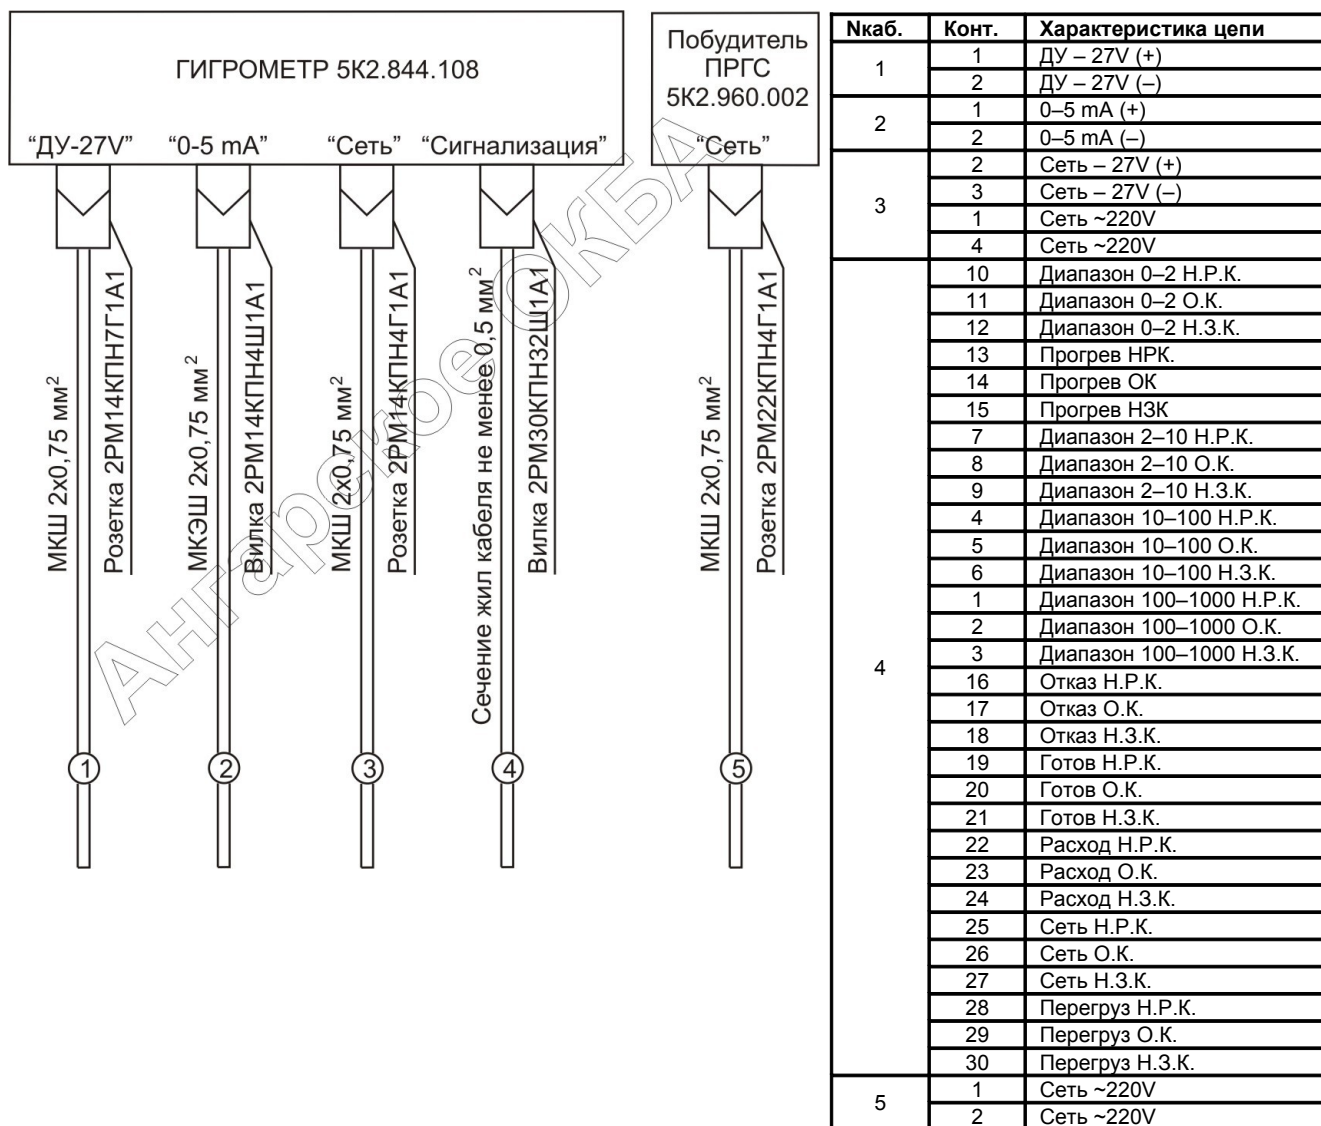 ГИГРОМЕТР 5К2.844.108
“ДУ-27V” “0-5 mA” “Сеть” “Сигнализация”
Побудитель
ПРГС
5К2.960.002
“Сеть”
МКШ 2х0,75 мм²
Розетка 2РМ14КПН7Г1А1
МКЭШ 2х0,75 мм²
Вилка 2РМ14КПН4Ш1А1
МКШ 2х0,75 мм²
Розетка 2РМ14КПН4Г1А1
Сечение жил кабеля не менее 0,5 мм²
Вилка 2РМ30КПН32Ш1А1
МКШ 2х0,75 мм²
Розетка 2РМ22КПН4Г1А1
1 2 3 4 5
Ангарское ОКБА
Nкаб. Конт. Характеристика цепи
1
1 ДУ – 27V (+)
2 ДУ – 27V (–)
2
1 0–5 mA (+)
2 0–5 mA (–)
3
2 Сеть – 27V (+)
3 Сеть – 27V (–)
1 Сеть ~220V
4 Сеть ~220V
4
10 Диапазон 0–2 Н.Р.К.
11 Диапазон 0–2 О.К.
12 Диапазон 0–2 Н.З.К.
13 Прогрев НРК.
14 Прогрев ОК
15 Прогрев НЗК
7 Диапазон 2–10 Н.Р.К.
8 Диапазон 2–10 О.К.
9 Диапазон 2–10 Н.З.К.
4 Диапазон 10–100 Н.Р.К.
5 Диапазон 10–100 О.К.
6 Диапазон 10–100 Н.З.К.
1 Диапазон 100–1000 Н.Р.К.
2 Диапазон 100–1000 О.К.
3 Диапазон 100–1000 Н.З.К.
16 Отказ Н.Р.К.
17 Отказ О.К.
18 Отказ Н.З.К.
19 Готов Н.Р.К.
20 Готов О.К.
21 Готов Н.З.К.
22 Расход Н.Р.К.
23 Расход О.К.
24 Расход Н.З.К.
25 Сеть Н.Р.К.
26 Сеть О.К.
27 Сеть Н.З.К.
28 Перегруз Н.Р.К.
29 Перегруз О.К.
30 Перегруз Н.З.К.
5
1 Сеть ~220V
2 Сеть ~220V